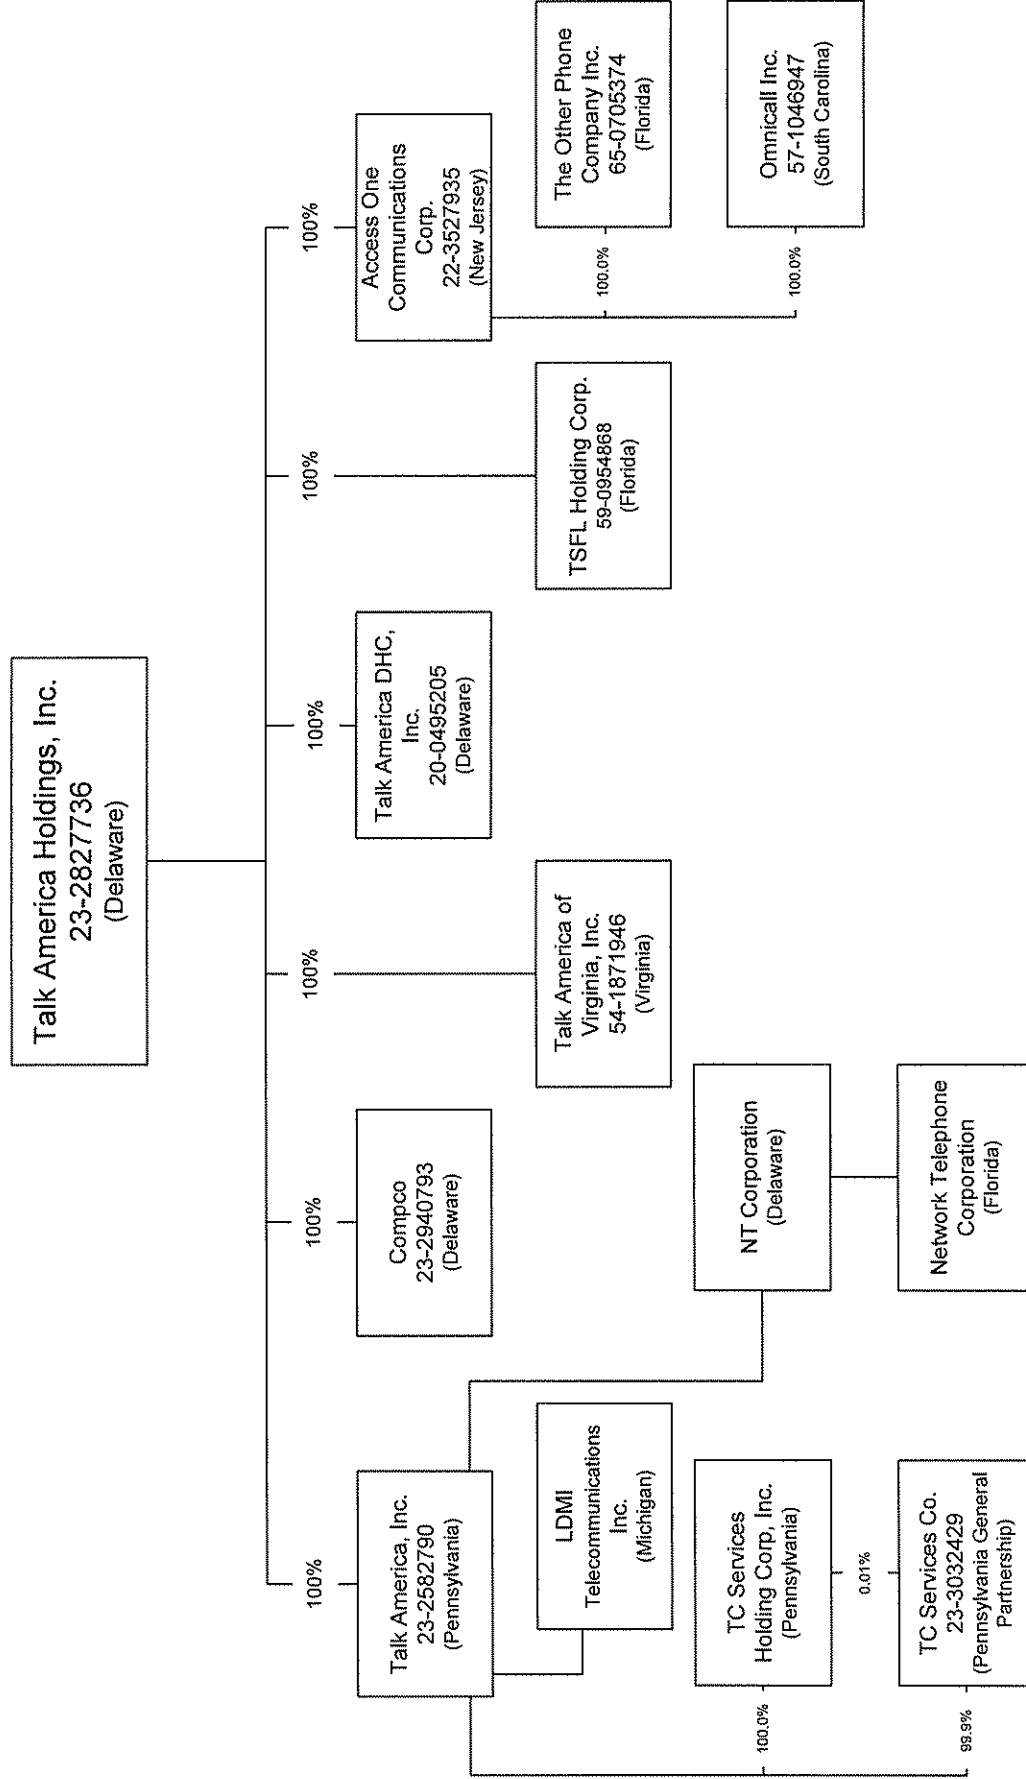 Talk America Holdings, Inc.
23-2827736
(Delaware)
100%
100%
100%
100%
100%
100%
Talk America, Inc.
23-2582790
(Pennsylvania)
Compco
23-2940793
(Delaware)
Talk America DHC,
Inc.
20-0495205
(Delaware)
Access One
Communications
Corp.
22-3527935
(New Jersey)
LDMI
Telecommunications
Inc.
(Michigan)
Talk America of
Virginia, Inc.
54-1871946
(Virginia)
TSFL Holding Corp.
59-0954868
(Florida)
100.0%
The Other Phone
Company Inc.
65-0705374
(Florida)
100.0%
TC Services
Holding Corp, Inc.
(Pennsylvania)
NT Corporation
(Delaware)
100.0%
Omnicall Inc.
57-1046947
(South Carolina)
0.01%
99.9%
TC Services Co.
23-3032429
(Pennsylvania General
Partnership)
Network Telephone
Corporation
(Florida)